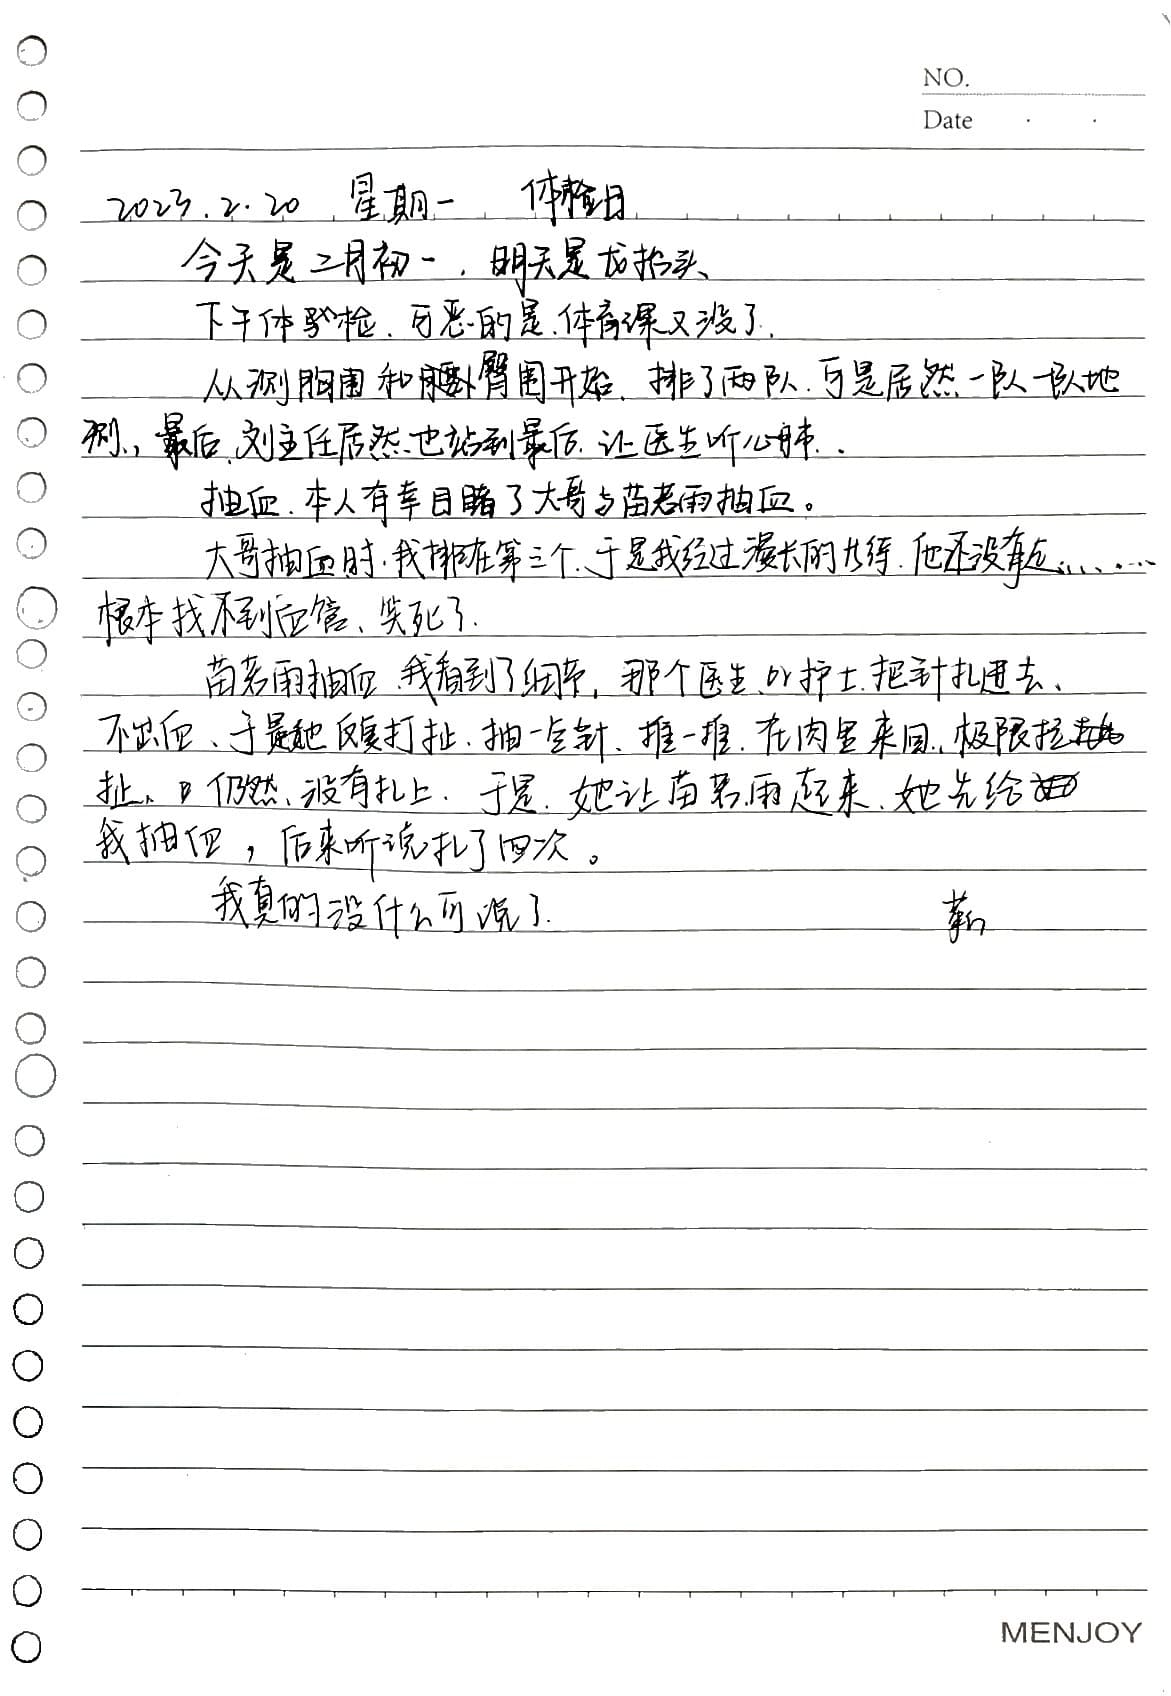 NO.
Date
2023.2.20 星期一 体检日
今天是二月初一，明天是龙抬头、
下午体检.可恶的是.体育课又没了.
从测胸围和腰臀围开始.排了两队.可是居然一队一队地
测.，最后.刘主任居然也站到最后.让医生听心肺.
抽血.本人有幸目睹了大哥与苗若雨抽血。
大哥抽血时.我排在第三个.于是我经过漫长的等.他还没有……
根本找不到血管、笑死了.
苗若雨抽血.我看到了细节，那个医生or护士.把针扎进去、
不出血、于是她反复打扯.抽一点针、推一推.在肉里来回.极限拉
扯、仍然、没有扎上.于是.她让苗若雨起来、她先给
我抽血，后来听说扎了四次。
我真的没什么可说了.
MENJOY